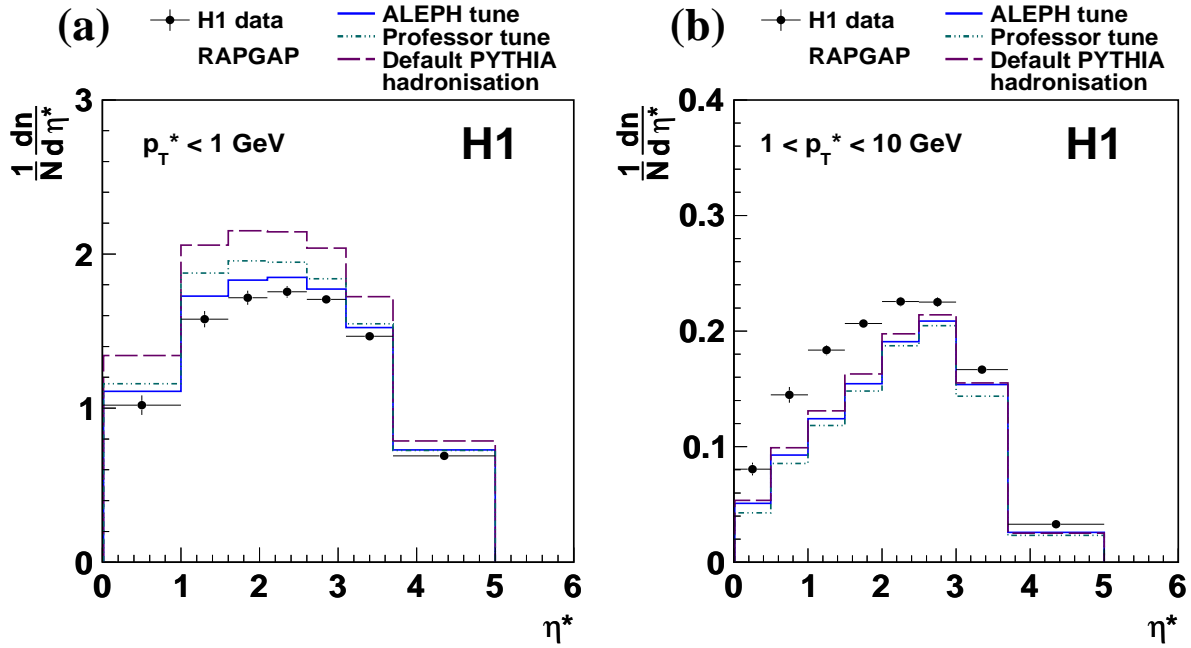 (a)
H1 data
RAPGAP
ALEPH tune
Professor tune
Default PYTHIA
hadronisation
1/N dn/dη*
p_T* < 1 GeV
H1
3
2
1
0
0 1 2 3 4 5 6
η*
(b)
H1 data
RAPGAP
ALEPH tune
Professor tune
Default PYTHIA
hadronisation
1/N dn/dη*
1 < p_T* < 10 GeV
H1
0.4
0.3
0.2
0.1
0
0 1 2 3 4 5 6
η*